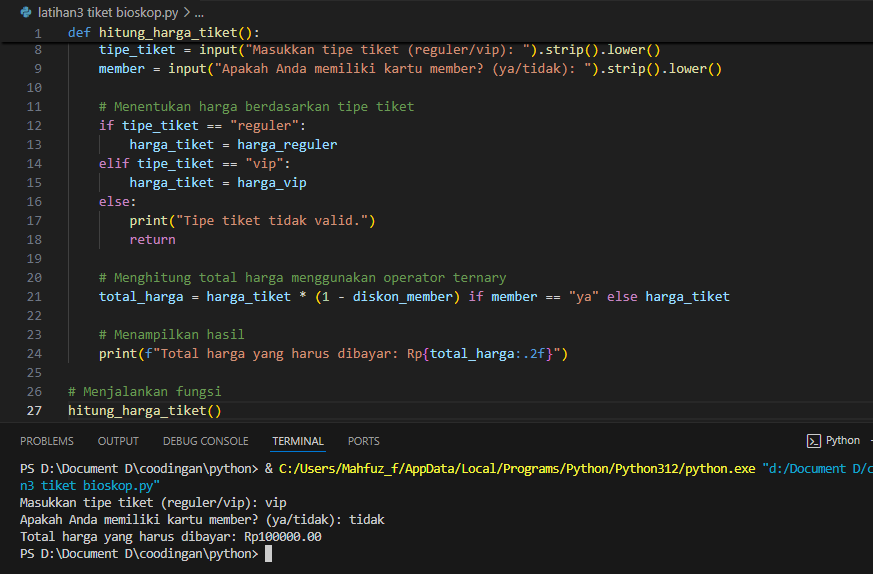 latihan3 tiket bioskop.py > ...
1 def hitung_harga_tiket():
8 tipe_tiket = input("Masukkan tipe tiket (reguler/vip): ").strip().lower()
9 member = input("Apakah Anda memiliki kartu member? (ya/tidak): ").strip().lower()
10
11 # Menentukan harga berdasarkan tipe tiket
12 if tipe_tiket == "reguler":
13 harga_tiket = harga_reguler
14 elif tipe_tiket == "vip":
15 harga_tiket = harga_vip
16 else:
17 print("Tipe tiket tidak valid.")
18 return
19
20 # Menghitung total harga menggunakan operator ternary
21 total_harga = harga_tiket * (1 - diskon_member) if member == "ya" else harga_tiket
22
23 # Menampilkan hasil
24 print(f"Total harga yang harus dibayar: Rp{total_harga:.2f}")
25
26 # Menjalankan fungsi
27 hitung_harga_tiket()
PROBLEMS OUTPUT DEBUG CONSOLE TERMINAL PORTS Python
PS D:\Document D\coodingan\python> & C:/Users/Mahfuz_f/AppData/Local/Programs/Python/Python312/python.exe "d:/Document D/c
n3 tiket bioskop.py"
Masukkan tipe tiket (reguler/vip): vip
Apakah Anda memiliki kartu member? (ya/tidak): tidak
Total harga yang harus dibayar: Rp100000.00
PS D:\Document D\coodingan\python>